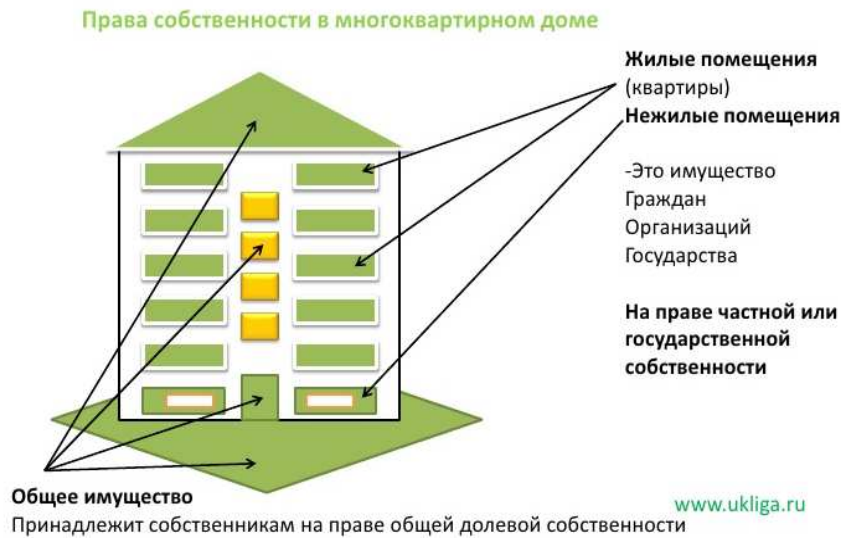 Права собственности в многоквартирном доме
Жилые помещения
(квартиры)
Нежилые помещения
-Это имущество
Граждан
Организаций
Государства
На праве частной или
государственной
собственности
Общее имущество
Принадлежит собственникам на праве общей долевой собственности
www.ukliga.ru